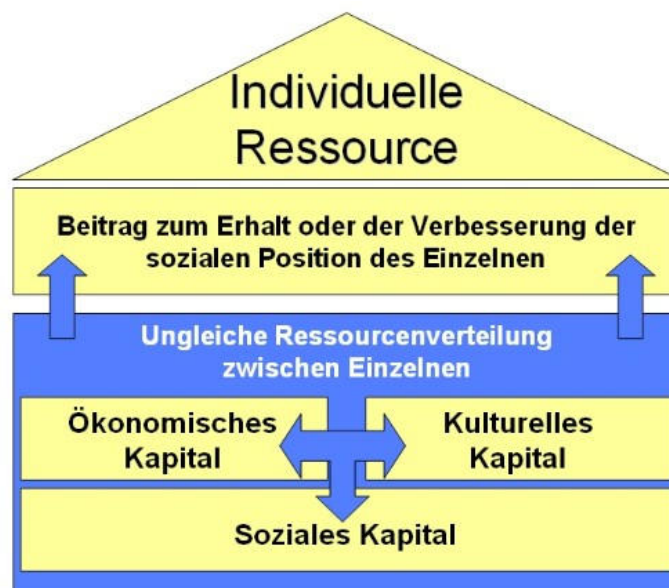 Individuelle
Ressource
Beitrag zum Erhalt oder der Verbesserung der
sozialen Position des Einzelnen
Ungleiche Ressourcenverteilung
zwischen Einzelnen
Ökonomisches
Kapital
Kulturelles
Kapital
Soziales Kapital